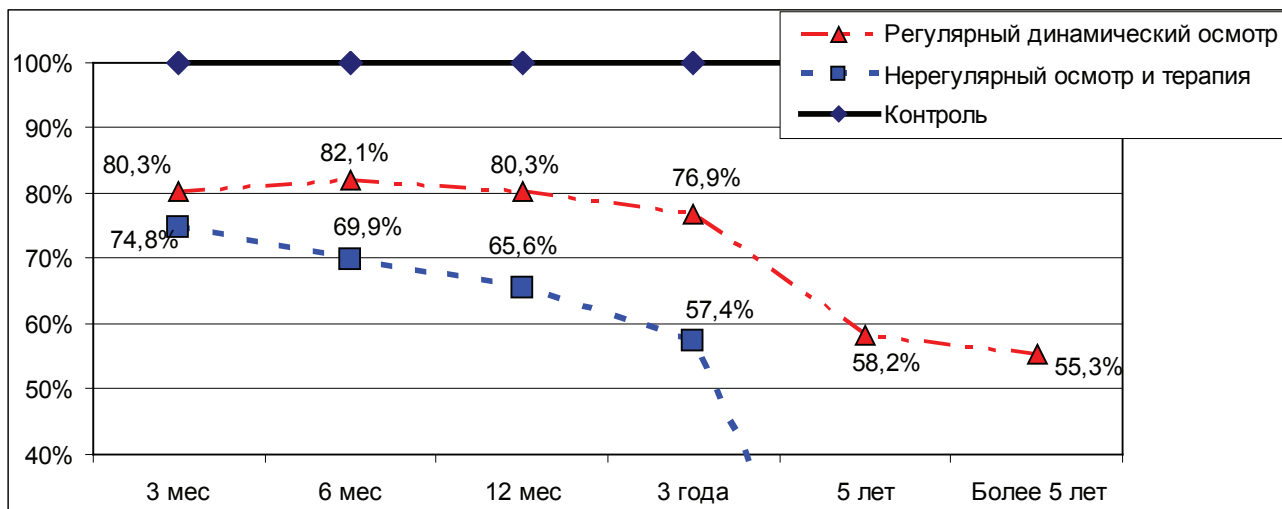 Регулярный динамический осмотр
Нерегулярный осмотр и терапия
Контроль
100%
90%
80%
70%
60%
50%
40%
80,3%
82,1%
80,3%
76,9%
58,2%
55,3%
74,8%
69,9%
65,6%
57,4%
3 мес
6 мес
12 мес
3 года
5 лет
Более 5 лет